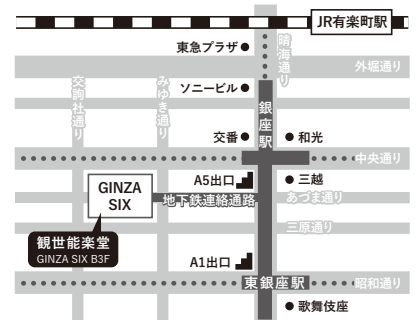 JR有楽町駅
東急プラザ
晴海通り
外堀通り
ソニービル
交詢社通り
みゆき通り
銀座駅
交番
和光
中央通り
A5出口
三越
GINZA
SIX
地下鉄連絡通路
あづま通り
三原通り
観世能楽堂
GINZA SIX B3F
A1出口
東銀座駅
昭和通り
歌舞伎座